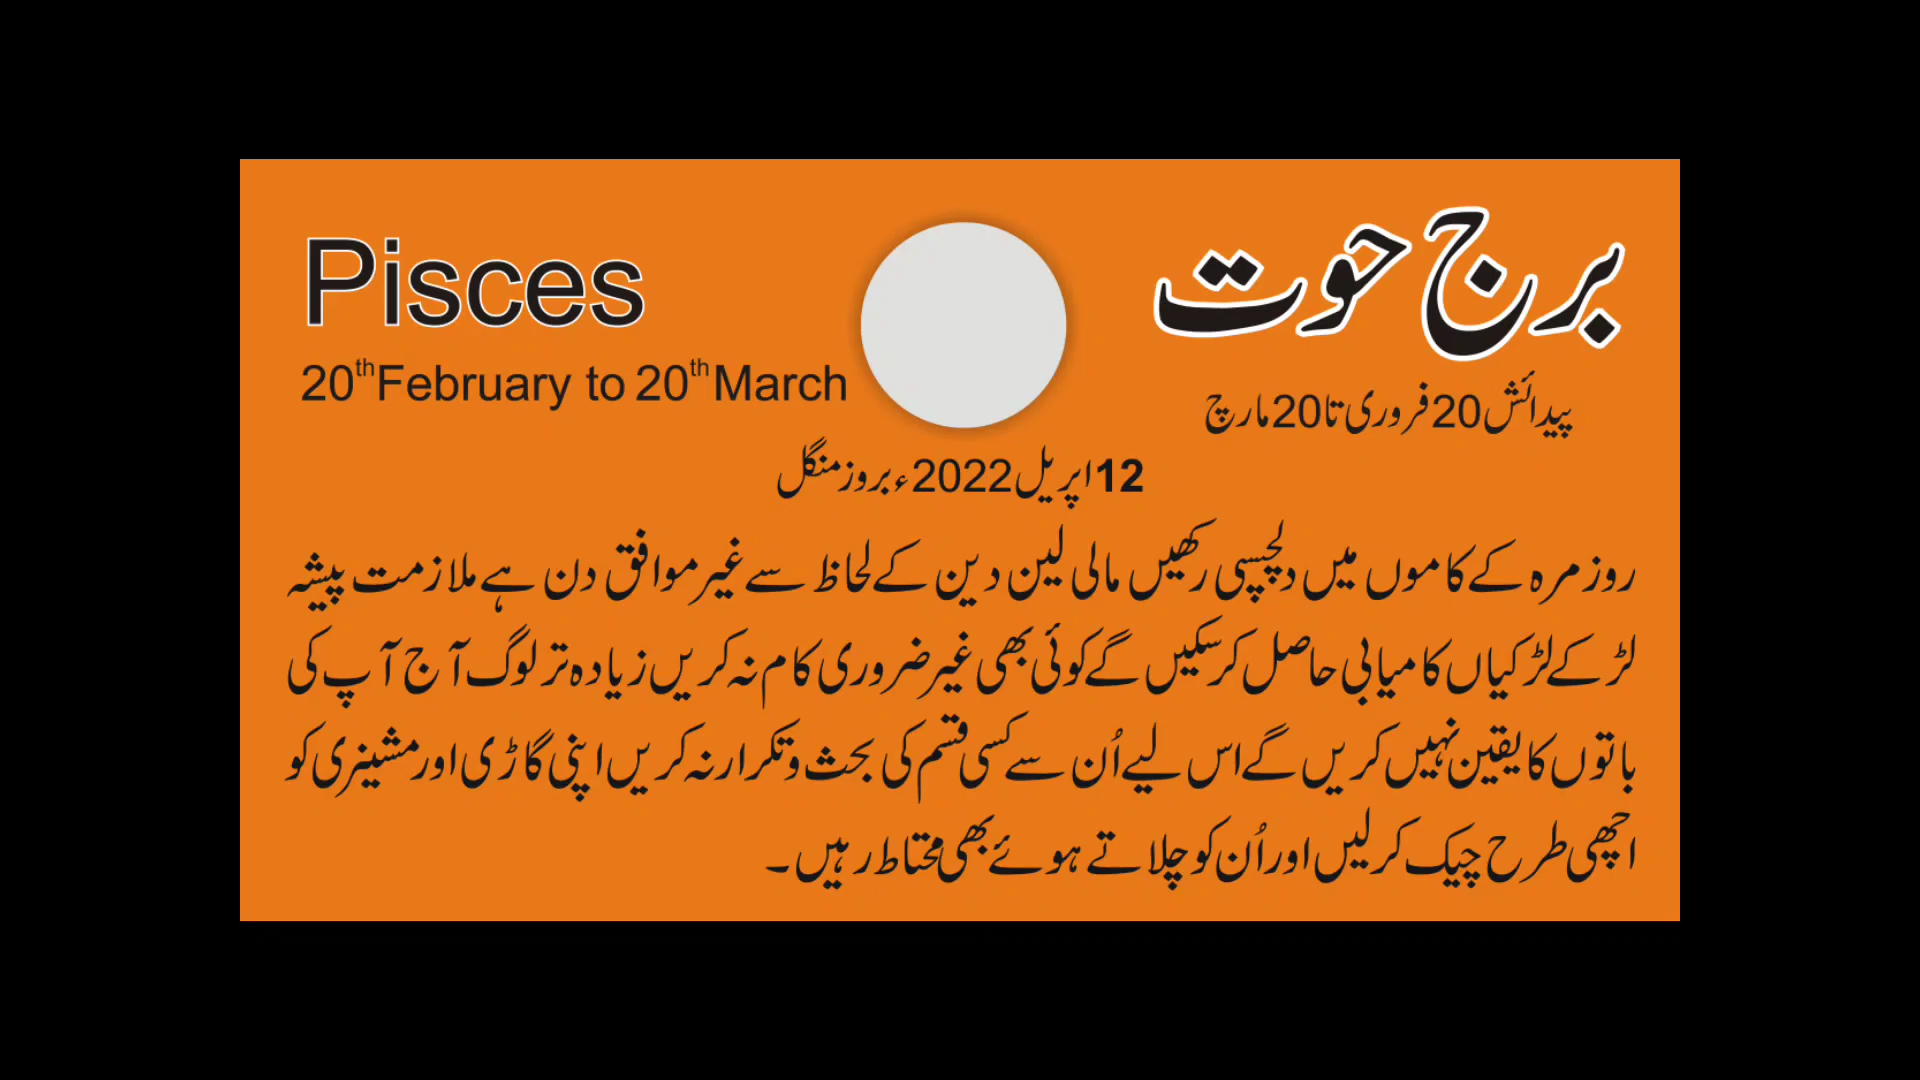 Pisces
برج حوت
20th February to 20th March
پیدائش 20 فروری تا 20 مارچ
12 اپریل 2022ء بروز منگل
روز مرہ کے کاموں میں دلچسپی رکھیں مالی لین دین کے لحاظ سے غیر موافق دن ہے ملازمت پیشہ
لڑکے لڑکیاں کامیابی حاصل کرسکیں گے کوئی بھی غیر ضروری کام نہ کریں زیادہ تر لوگ آج آپ کی
باتوں کا یقین نہیں کریں گے اس لیے اُن سے کسی قسم کی بحث و تکرار نہ کریں اپنی گاڑی اور مشینری کو
اچھی طرح چیک کرلیں اور اُن کو چلاتے ہوئے بھی محتاط رہیں۔